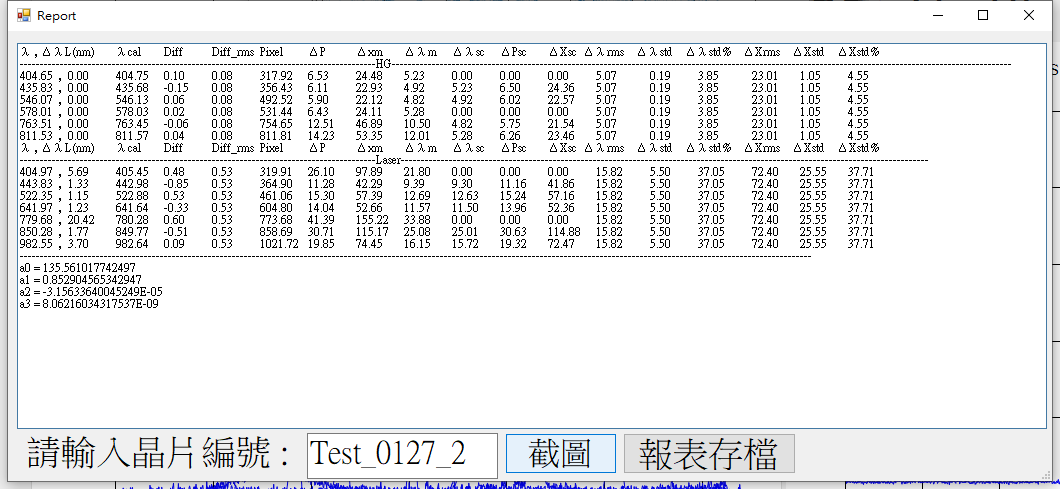 Report
λ , Δ λ L(nm) λ cal Diff Diff_rms Pixel Δ P Δ xm Δ λ m Δ λ sc Δ Psc Δ Xsc Δ λ rms Δ λ std Δ λ std% Δ Xrms Δ Xstd Δ Xstd%
HG
404.65 , 0.00 404.75 0.10 0.08 317.92 6.53 24.48 5.23 0.00 0.00 0.00 5.07 0.19 3.85 23.01 1.05 4.55
435.83 , 0.00 435.68 -0.15 0.08 356.43 6.11 22.93 4.92 5.23 6.50 24.36 5.07 0.19 3.85 23.01 1.05 4.55
546.07 , 0.00 546.13 0.06 0.08 492.52 5.90 22.12 4.82 4.92 6.02 22.57 5.07 0.19 3.85 23.01 1.05 4.55
578.01 , 0.00 578.03 0.02 0.08 531.44 6.43 24.11 5.28 0.00 0.00 0.00 5.07 0.19 3.85 23.01 1.05 4.55
763.51 , 0.00 763.45 -0.06 0.08 754.65 12.51 46.89 10.50 4.82 5.75 21.54 5.07 0.19 3.85 23.01 1.05 4.55
811.53 , 0.00 811.57 0.04 0.08 811.81 14.23 53.35 12.01 5.28 6.26 23.46 5.07 0.19 3.85 23.01 1.05 4.55
λ , Δ λ L(nm) λ cal Diff Diff_rms Pixel Δ P Δ xm Δ λ m Δ λ sc Δ Psc Δ Xsc Δ λ rms Δ λ std Δ λ std% Δ Xrms Δ Xstd Δ Xstd%
Laser
404.97 , 5.69 405.45 0.48 0.53 319.91 26.10 97.89 21.80 0.00 0.00 0.00 15.82 5.50 37.05 72.40 25.55 37.71
443.83 , 1.33 442.98 -0.85 0.53 364.90 11.28 42.29 9.39 9.30 11.16 41.86 15.82 5.50 37.05 72.40 25.55 37.71
522.35 , 1.15 522.88 0.53 0.53 461.06 15.30 57.39 12.69 12.63 15.24 57.16 15.82 5.50 37.05 72.40 25.55 37.71
641.97 , 1.23 641.64 -0.33 0.53 604.80 14.04 52.66 11.57 11.50 13.96 52.36 15.82 5.50 37.05 72.40 25.55 37.71
779.68 , 20.42 780.28 0.60 0.53 773.68 41.39 155.22 33.88 0.00 0.00 0.00 15.82 5.50 37.05 72.40 25.55 37.71
850.28 , 1.77 849.77 -0.51 0.53 858.69 30.71 115.17 25.08 25.01 30.63 114.88 15.82 5.50 37.05 72.40 25.55 37.71
982.55 , 3.70 982.64 0.09 0.53 1021.72 19.85 74.45 16.15 15.72 19.32 72.47 15.82 5.50 37.05 72.40 25.55 37.71
a0 = 135.561017742497
a1 = 0.852904565342947
a2 = -3.15633640045249E-05
a3 = 8.06216034317537E-09
請輸入晶片編號 : Test_0127_2 截圖 報表存檔